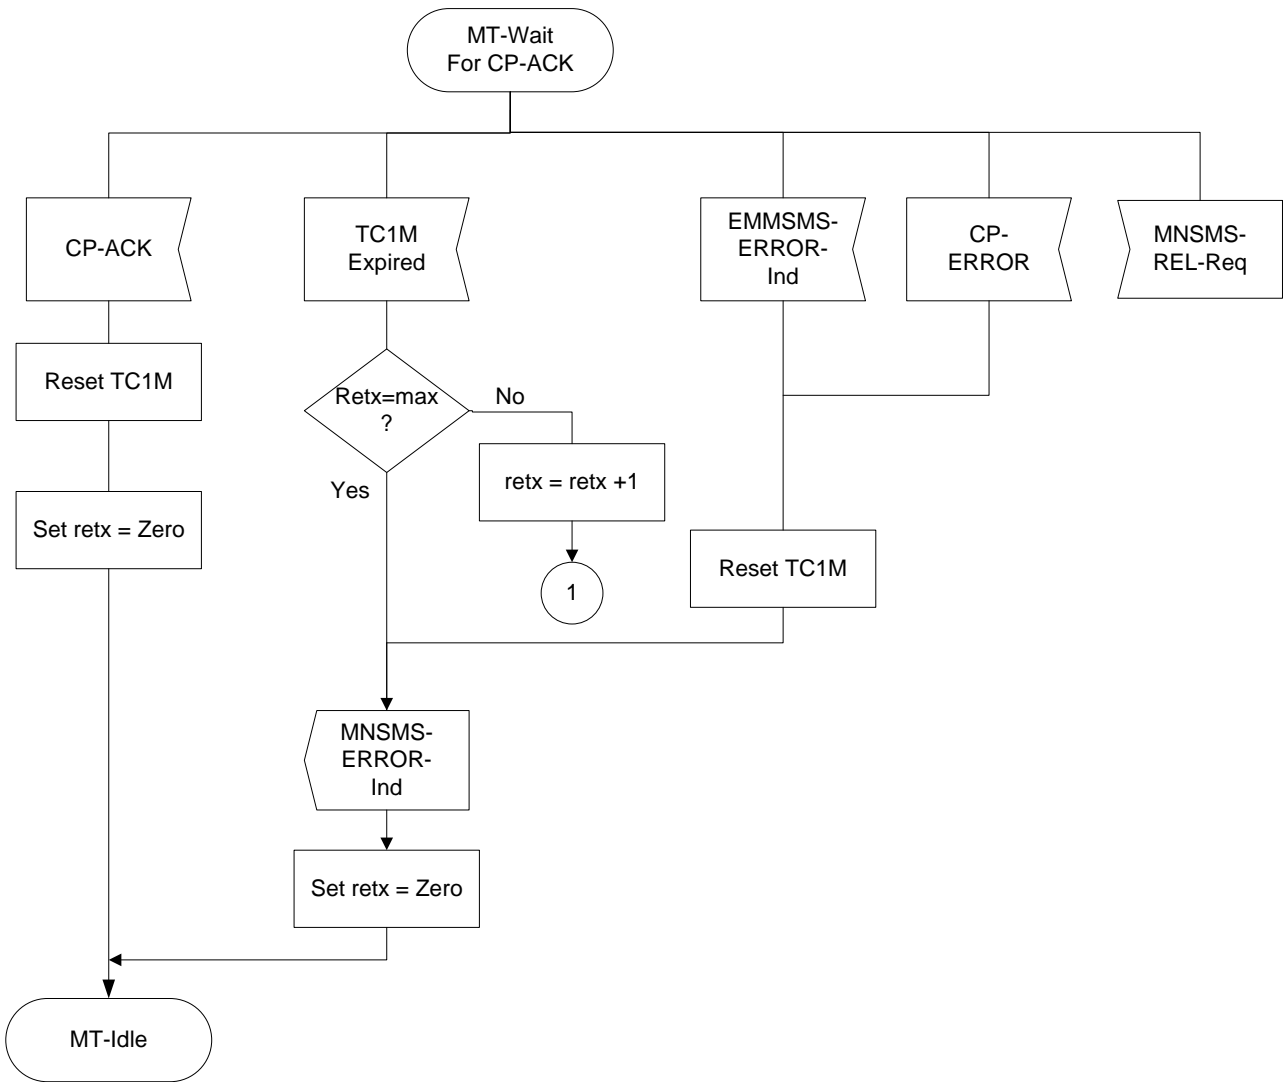 MT-Wait
For CP-ACK
CP-ACK
TC1M
Expired
EMMSMS-
ERROR-
Ind
CP-
ERROR
MNSMS-
REL-Req
Reset TC1M
Retx=max
?
No
Yes
retx = retx +1
Set retx = Zero
Reset TC1M
1
MNSMS-
ERROR-
Ind
Set retx = Zero
MT-Idle